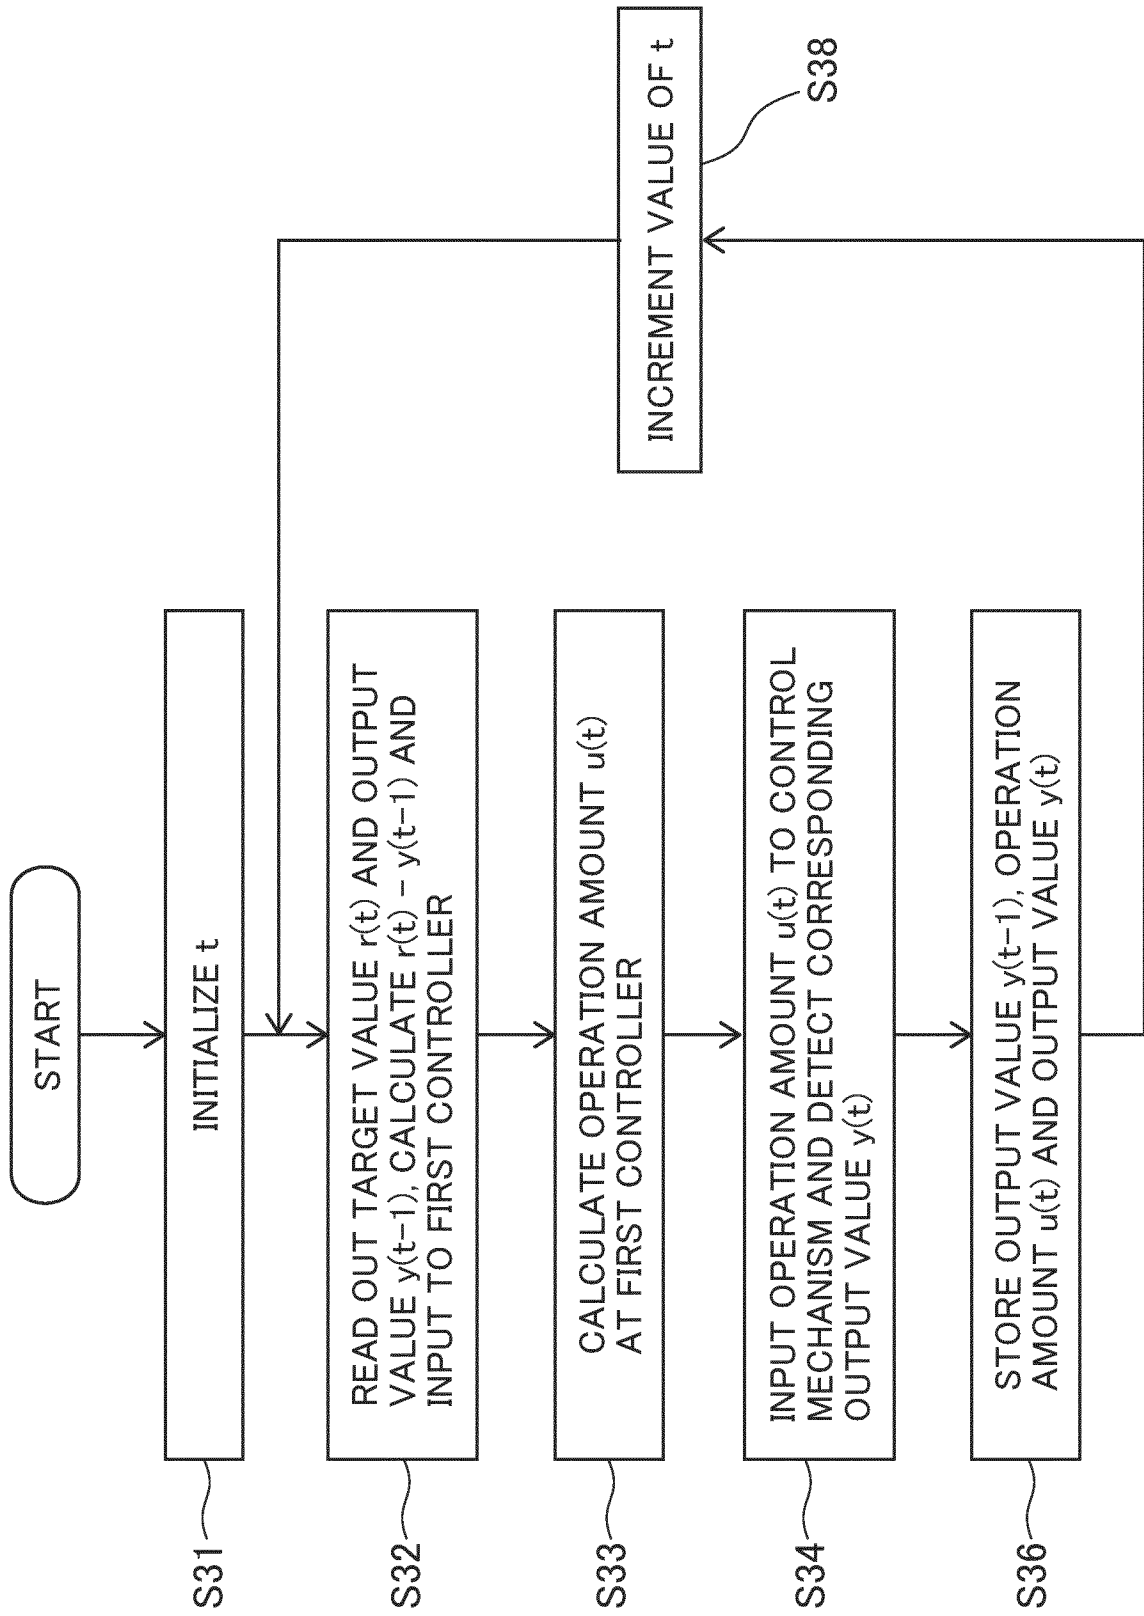 START
S31
INITIALIZE t
S32
READ OUT TARGET VALUE r(t) AND OUTPUT
VALUE y(t−1), CALCULATE r(t) − y(t−1) AND
INPUT TO FIRST CONTROLLER
S33
CALCULATE OPERATION AMOUNT u(t)
AT FIRST CONTROLLER
S34
INPUT OPERATION AMOUNT u(t) TO CONTROL
MECHANISM AND DETECT CORRESPONDING
OUTPUT VALUE y(t)
S36
STORE OUTPUT VALUE y(t−1), OPERATION
AMOUNT u(t) AND OUTPUT VALUE y(t)
INCREMENT VALUE OF t
S38